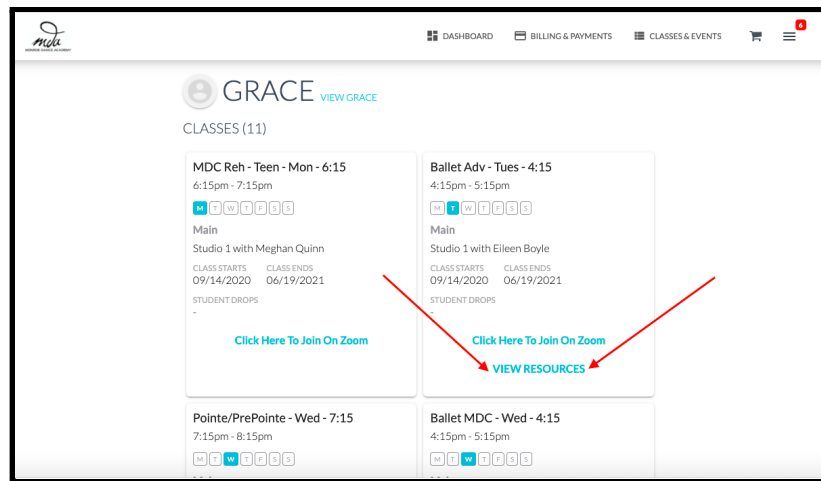 mda
MONROE DANCE ACADEMY
DASHBOARD
BILLING & PAYMENTS
CLASSES & EVENTS
6
GRACE VIEW GRACE
CLASSES (11)
MDC Reh - Teen - Mon - 6:15
6:15pm - 7:15pm
M T W T F S S
Main
Studio 1 with Meghan Quinn
CLASS STARTS CLASS ENDS
09/14/2020 06/19/2021
STUDENT DROPS
-
Click Here To Join On Zoom
Ballet Adv - Tues - 4:15
4:15pm - 5:15pm
M T W T F S S
Main
Studio 1 with Eileen Boyle
CLASS STARTS CLASS ENDS
09/14/2020 06/19/2021
STUDENT DROPS
-
Click Here To Join On Zoom
VIEW RESOURCES
Pointe/PrePointe - Wed - 7:15
7:15pm - 8:15pm
M T W T F S S
Ballet MDC - Wed - 4:15
4:15pm - 5:15pm
M T W T F S S